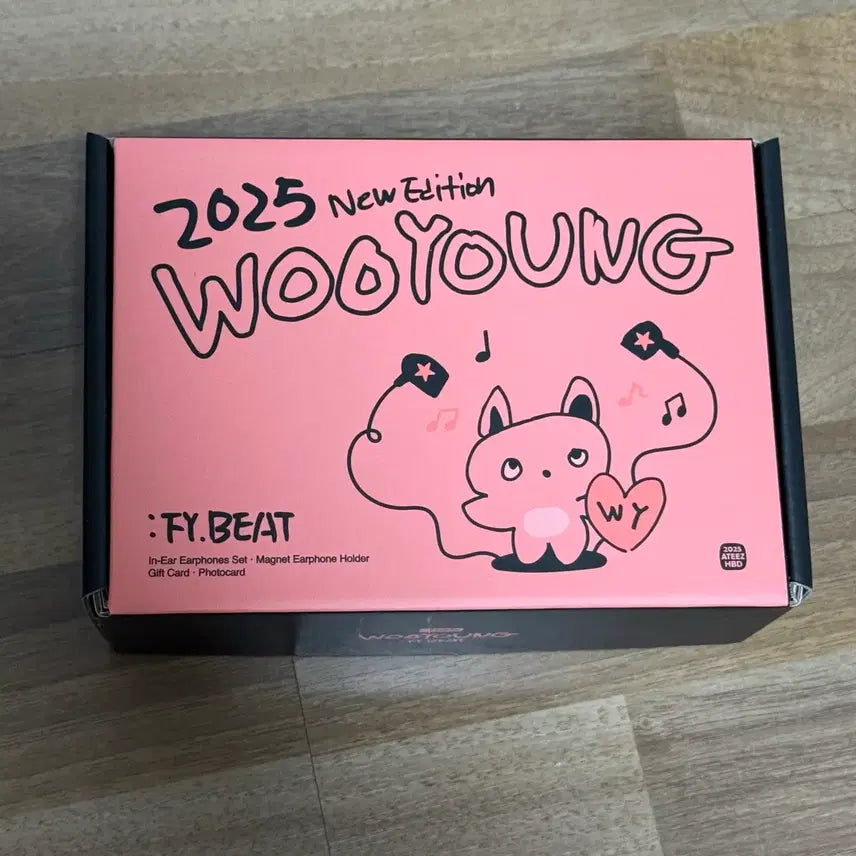 2025 New Edition
WOOYOUNG
WY
:FY.BEAT
In-Ear Earphones Set · Magnet Earphone Holder
Gift Card · Photocard
2025
ATEEZ
HBD
WOOYOUNG